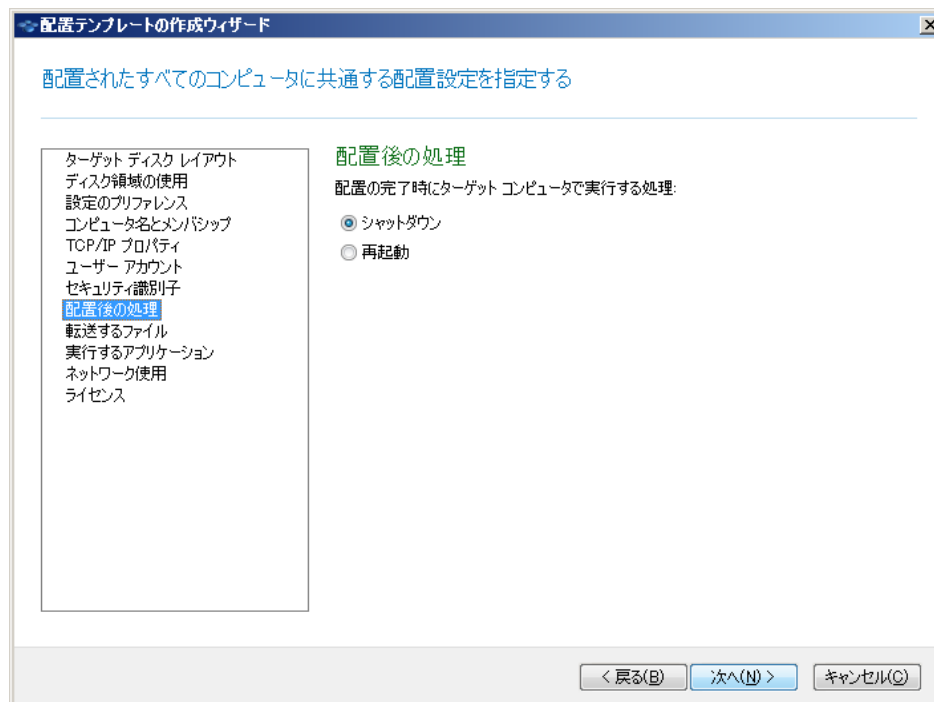 配置テンプレートの作成ウィザード
配置されたすべてのコンピュータに共通する配置設定を指定する
ターゲット ディスク レイアウト
ディスク領域の使用
設定のプリファレンス
コンピュータ名とメンバシップ
TCP/IP プロパティ
ユーザー アカウント
セキュリティ識別子
配置後の処理
転送するファイル
実行するアプリケーション
ネットワーク使用
ライセンス
配置後の処理
配置の完了時にターゲット コンピュータで実行する処理:
シャットダウン
再起動
< 戻る(B)
次へ(N) >
キャンセル(C)